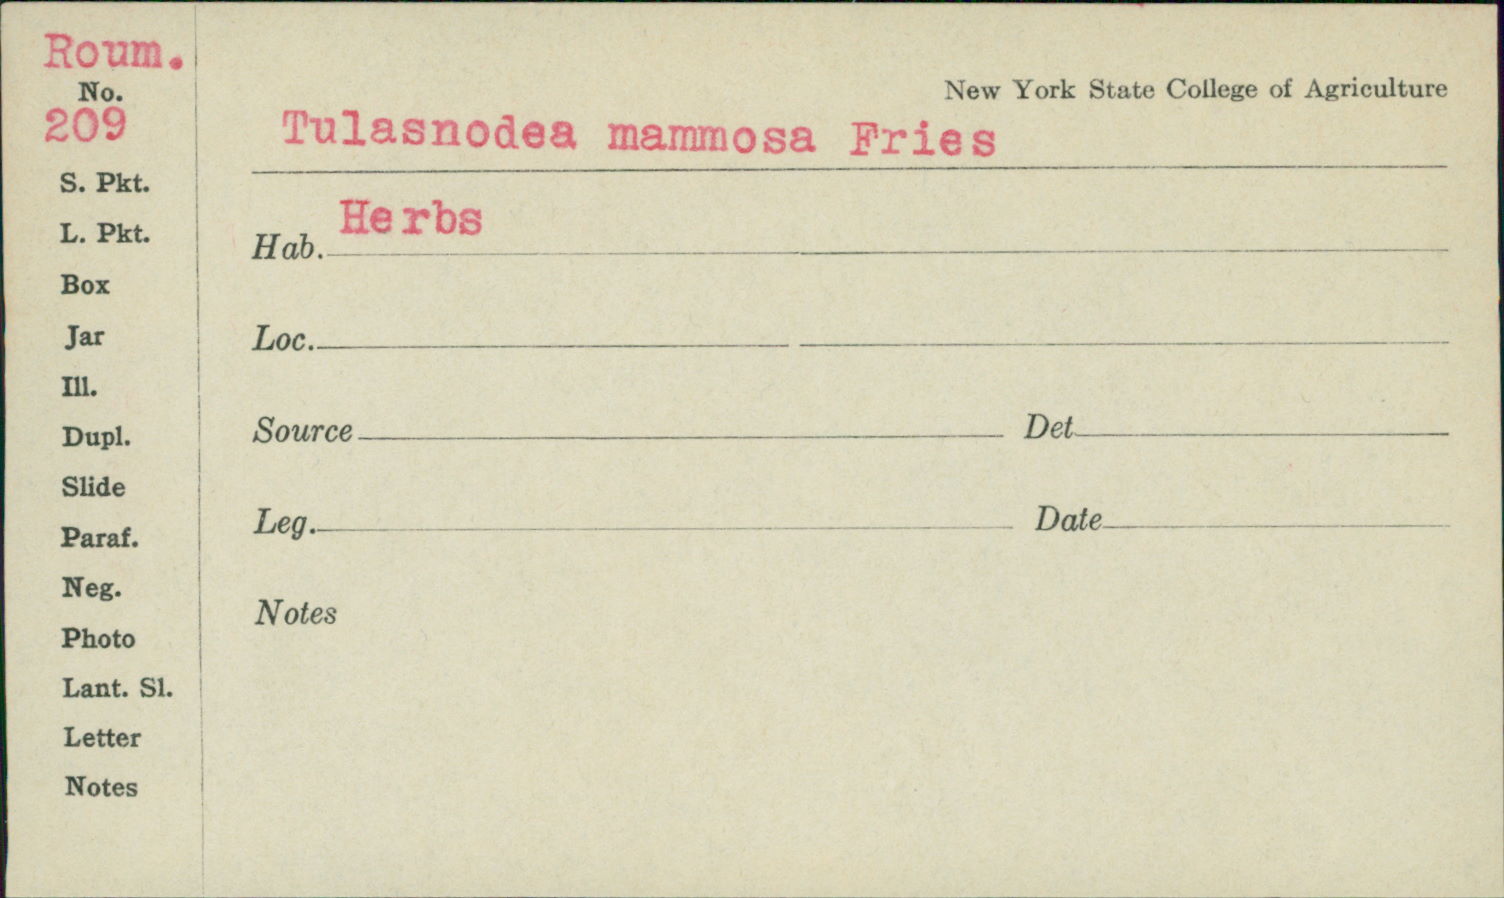 Roum.
No.
209
S. Pkt.
L. Pkt.
Box
Jar
Ill.
Dupl.
Slide
Paraf.
Neg.
Photo
Lant. Sl.
Letter
Notes
New York State College of Agriculture
Tulasnodea mammosa Fries
Hab. Herbs
Loc.
Source Det
Leg. Date
Notes